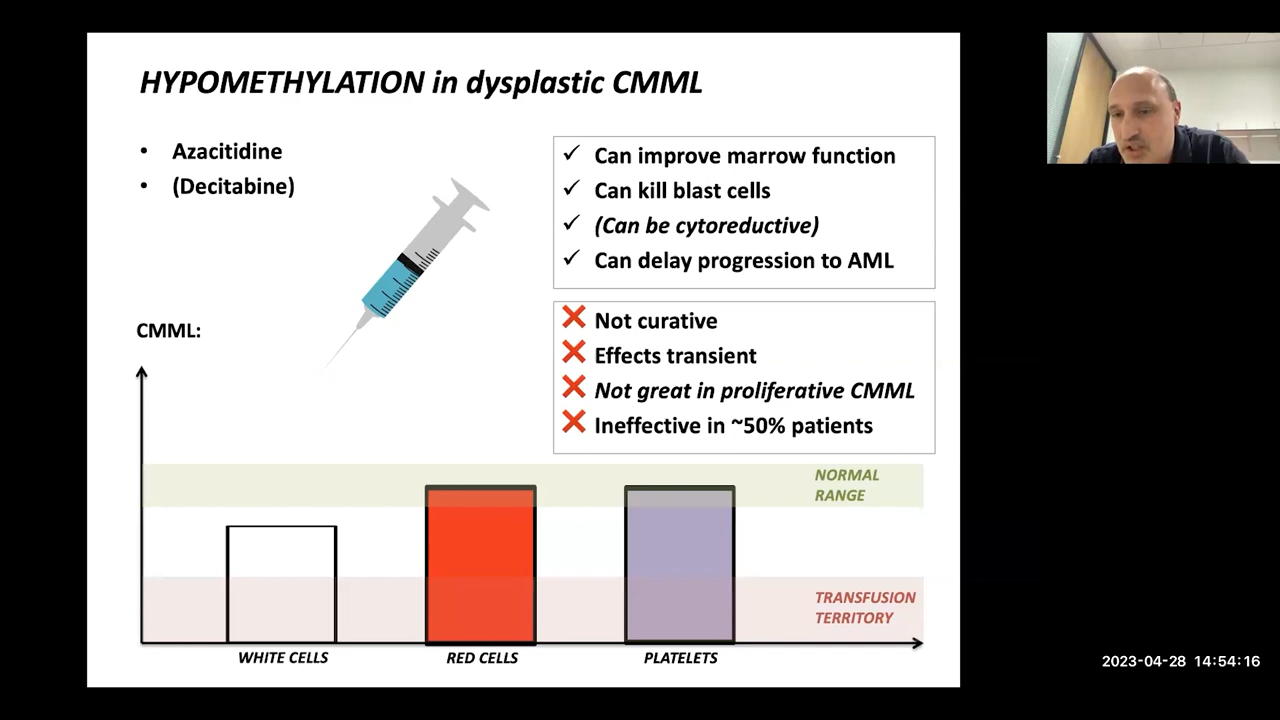 HYPOMETHYLATION in dysplastic CMML
• Azacitidine
• (Decitabine)
✓ Can improve marrow function
✓ Can kill blast cells
✓ (Can be cytoreductive)
✓ Can delay progression to AML
❌ Not curative
❌ Effects transient
❌ Not great in proliferative CMML
❌ Ineffective in ~50% patients
CMML:
NORMAL
RANGE
TRANSFUSION
TERRITORY
WHITE CELLS
RED CELLS
PLATELETS
2023-04-28 14:54:16